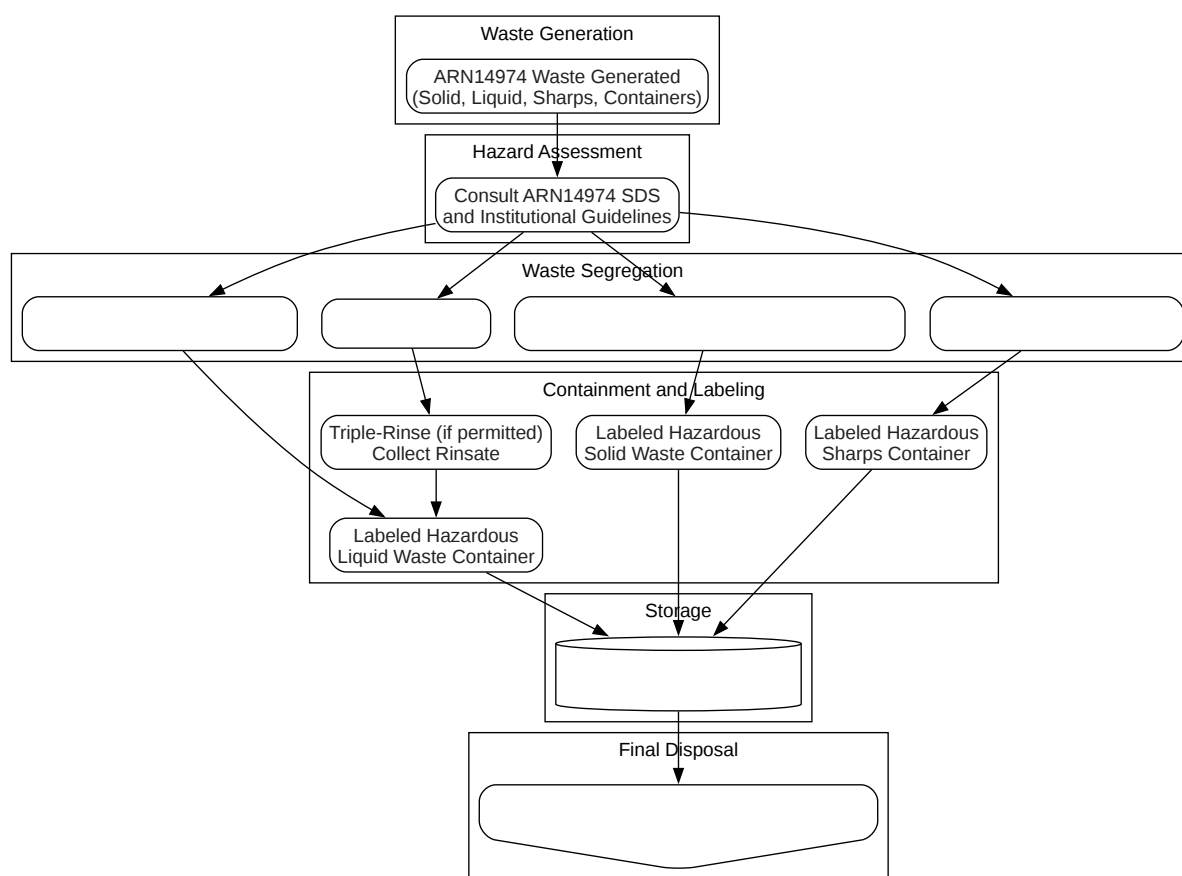 Waste Generation
ARN14974 Waste Generated
(Solid, Liquid, Sharps, Containers)
Hazard Assessment
Consult ARN14974 SDS
and Institutional Guidelines
Waste Segregation
Containment and Labeling
Triple-Rinse (if permitted)
Collect Rinsate
Labeled Hazardous
Solid Waste Container
Labeled Hazardous
Sharps Container
Labeled Hazardous
Liquid Waste Container
Storage
Final Disposal